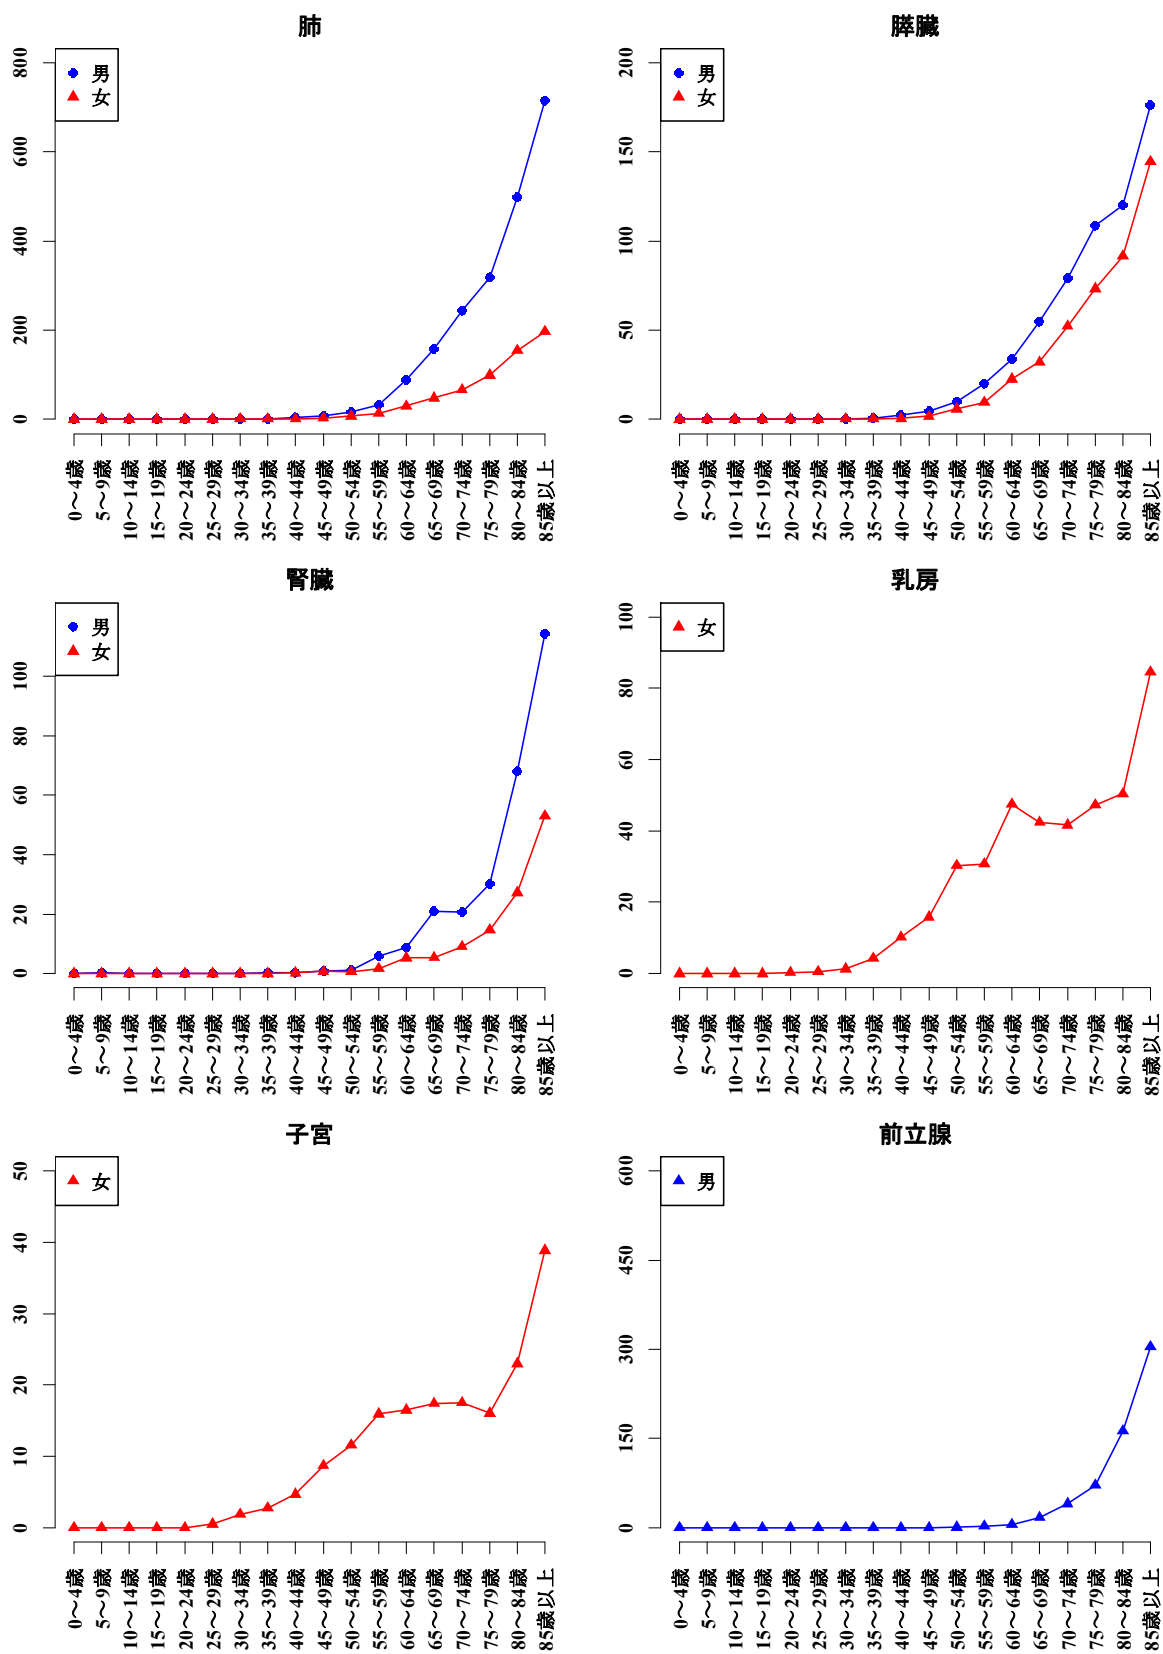 肺
800
600
400
200
0
男
女
0～4歳
5～9歳
10～14歳
15～19歳
20～24歳
25～29歳
30～34歳
35～39歳
40～44歳
45～49歳
50～54歳
55～59歳
60～64歳
65～69歳
70～74歳
75～79歳
80～84歳
85歳以上
膵臓
200
150
100
50
0
男
女
0～4歳
5～9歳
10～14歳
15～19歳
20～24歳
25～29歳
30～34歳
35～39歳
40～44歳
45～49歳
50～54歳
55～59歳
60～64歳
65～69歳
70～74歳
75～79歳
80～84歳
85歳以上
腎臓
100
80
60
40
20
0
男
女
0～4歳
5～9歳
10～14歳
15～19歳
20～24歳
25～29歳
30～34歳
35～39歳
40～44歳
45～49歳
50～54歳
55～59歳
60～64歳
65～69歳
70～74歳
75～79歳
80～84歳
85歳以上
乳房
100
80
60
40
20
0
女
0～4歳
5～9歳
10～14歳
15～19歳
20～24歳
25～29歳
30～34歳
35～39歳
40～44歳
45～49歳
50～54歳
55～59歳
60～64歳
65～69歳
70～74歳
75～79歳
80～84歳
85歳以上
子宮
50
40
30
20
10
0
女
0～4歳
5～9歳
10～14歳
15～19歳
20～24歳
25～29歳
30～34歳
35～39歳
40～44歳
45～49歳
50～54歳
55～59歳
60～64歳
65～69歳
70～74歳
75～79歳
80～84歳
85歳以上
前立腺
600
450
300
150
0
男
0～4歳
5～9歳
10～14歳
15～19歳
20～24歳
25～29歳
30～34歳
35～39歳
40～44歳
45～49歳
50～54歳
55～59歳
60～64歳
65～69歳
70～74歳
75～79歳
80～84歳
85歳以上